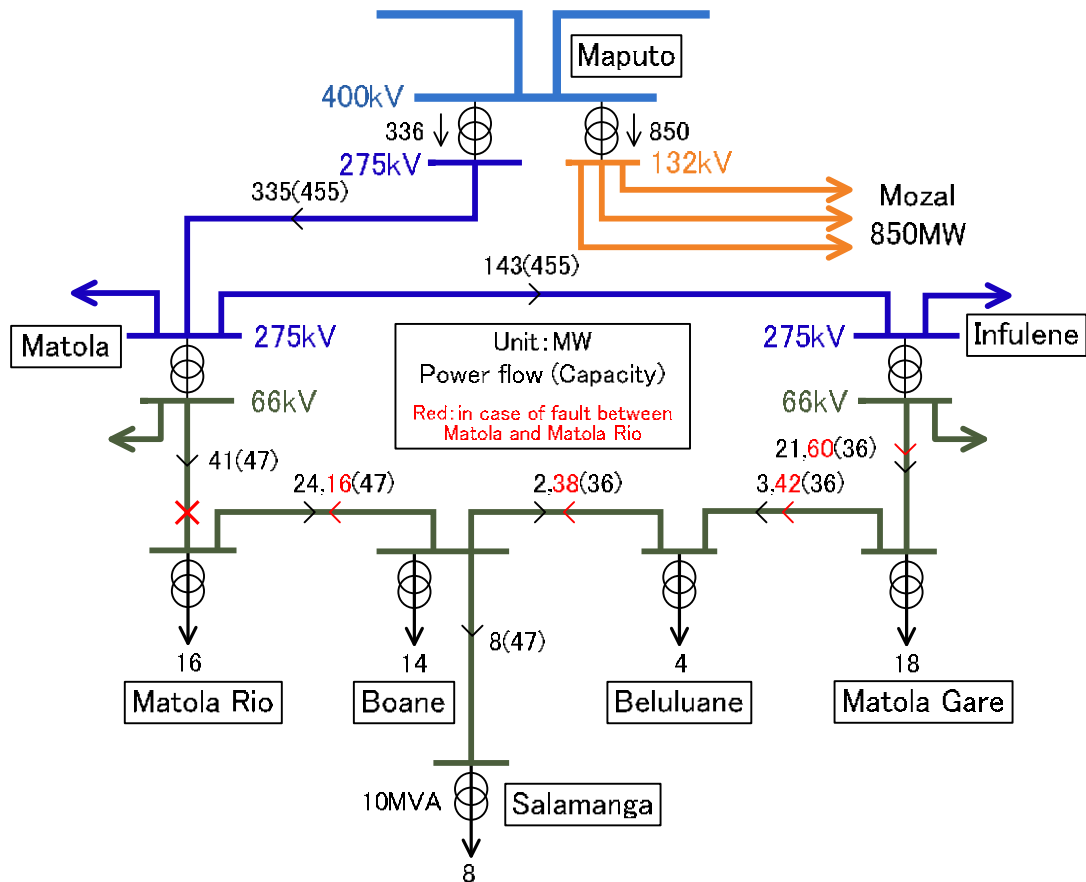 Maputo
400kV
336
850
275kV
132kV
335(455)
Mozal
850MW
143(455)
Matola
275kV
Unit:MW
Power flow (Capacity)
Red:in case of fault between
Matola and Matola Rio
275kV
Infulene
66kV
66kV
41(47)
21,60(36)
24,16(47)
2,38(36)
3,42(36)
8(47)
16
14
4
18
Matola Rio
Boane
Beluluane
Matola Gare
10MVA
Salamanga
8